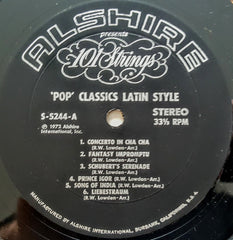 ALSHIRE
presents
101 Strings
'POP' CLASSICS LATIN STYLE
S-5244-A
STEREO
33⅓ RPM
Ⓟ 1973 Alshire
International, Inc.
1. CONCERTO IN CHA CHA
(R.W. Lowden-Arr.)
2. FANTASY IMPROMPTU
(R.W. Lowden-Arr.)
3. SCHUBERT'S SERENADE
(R.W. Lowden-Arr.)
4. PRINCE IGOR (R.W. Lowden-Arr.)
5. SONG OF INDIA (R.W. Lowden-Arr.)
6. LIEBESTRAUM
(R.W. Lowden-Arr.)
MANUFACTURED BY ALSHIRE INTERNATIONAL, BURBANK, CALIFORNIA, U.S.A.